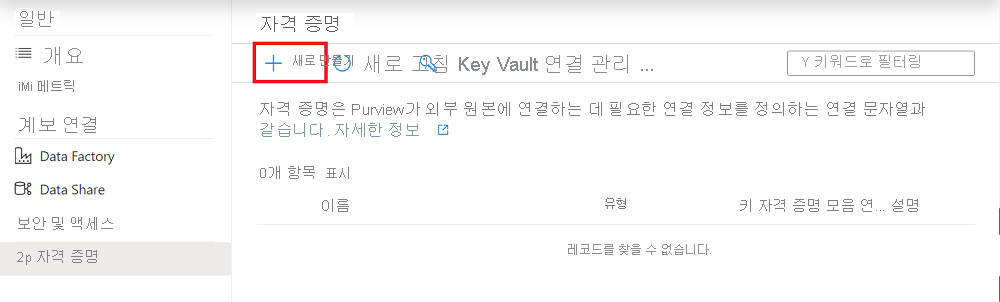 일반
개요
iMi 메트릭
계보 연결
Data Factory
Data Share
보안 및 액세스
2p 자격 증명
자격 증명
새로 만들기 새로 고침 Key Vault 연결 관리 ...
Y 키워드로 필터링
자격 증명은 Purview가 외부 원본에 연결하는 데 필요한 연결 정보를 정의하는 연결 문자열과
같습니다. 자세한 정보
0개 항목 표시
이름 유형 키 자격 증명 모음 연... 설명
레코드를 찾을 수 없습니다.